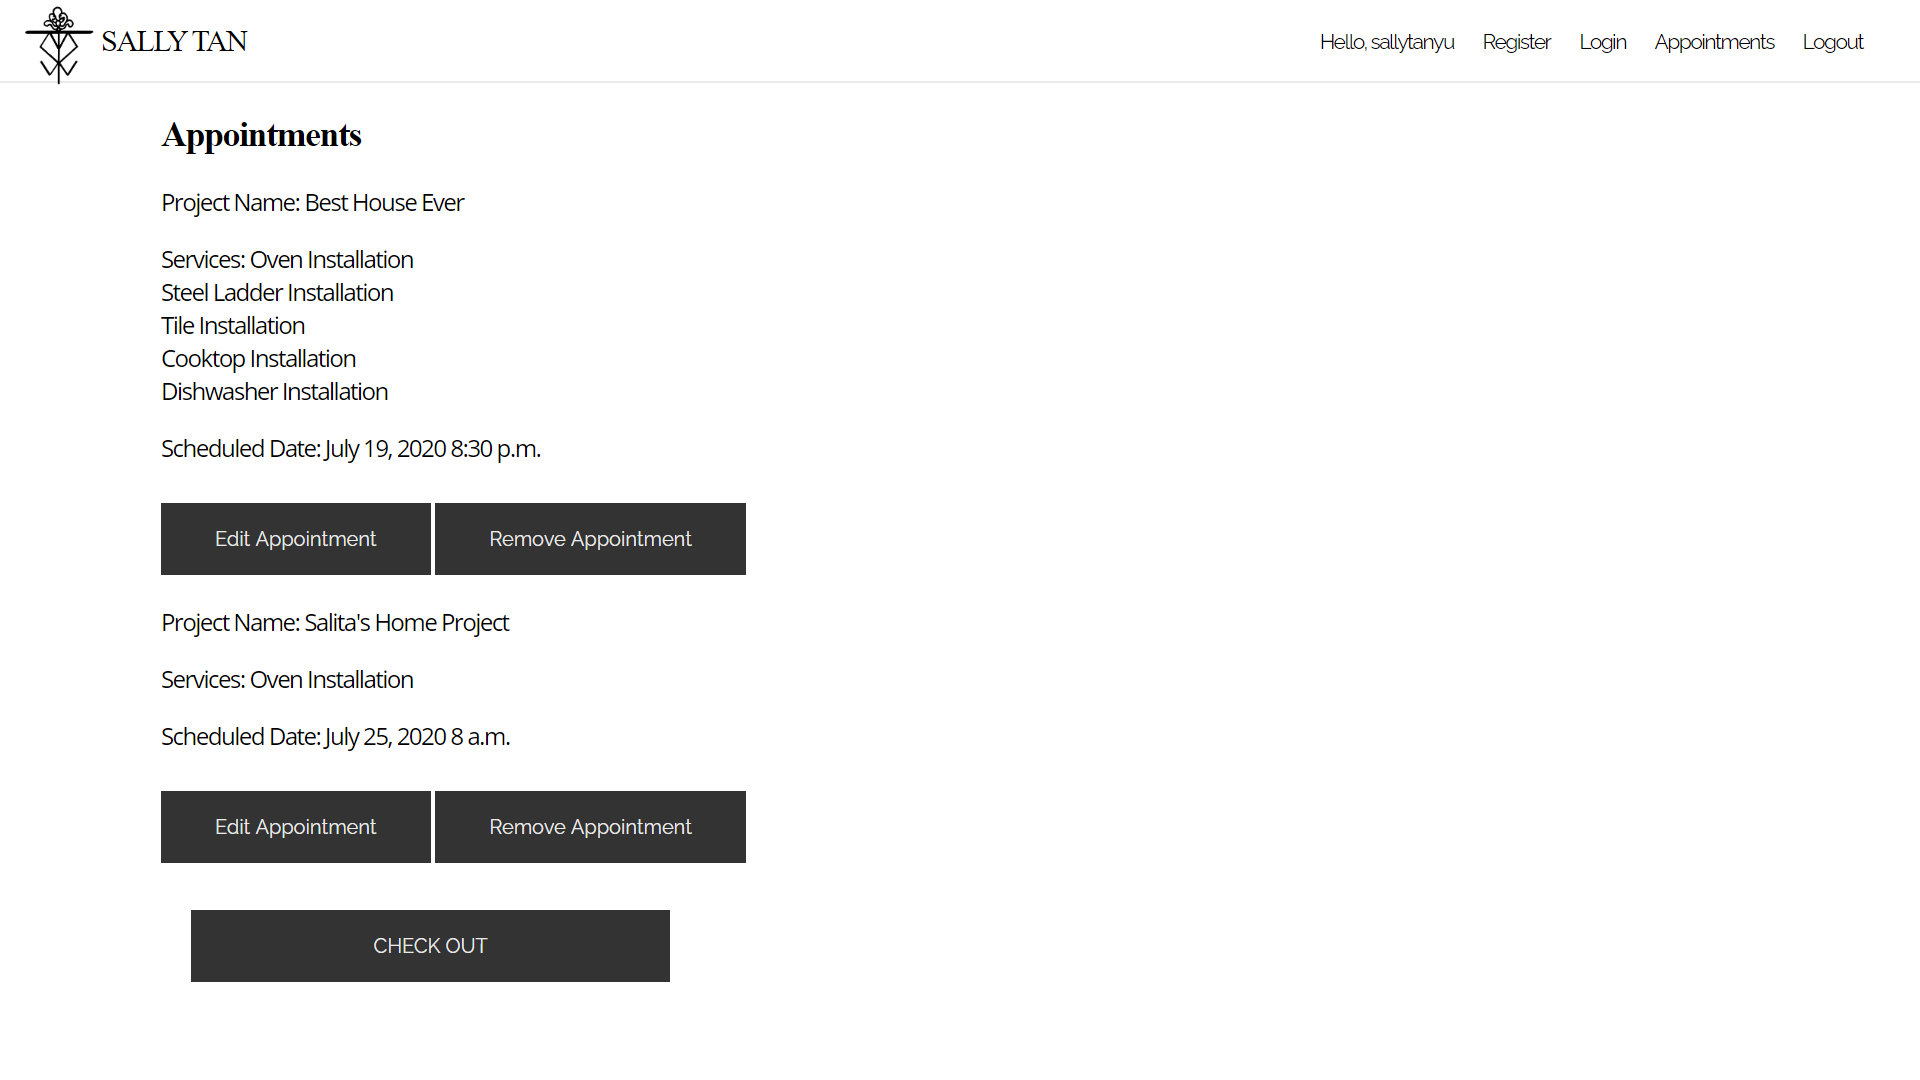 SALLY TAN
Hello, sallytanyu Register Login Appointments Logout
Appointments
Project Name: Best House Ever
Services: Oven Installation
Steel Ladder Installation
Tile Installation
Cooktop Installation
Dishwasher Installation
Scheduled Date: July 19, 2020 8:30 p.m.
Edit Appointment Remove Appointment
Project Name: Salita's Home Project
Services: Oven Installation
Scheduled Date: July 25, 2020 8 a.m.
Edit Appointment Remove Appointment
CHECK OUT